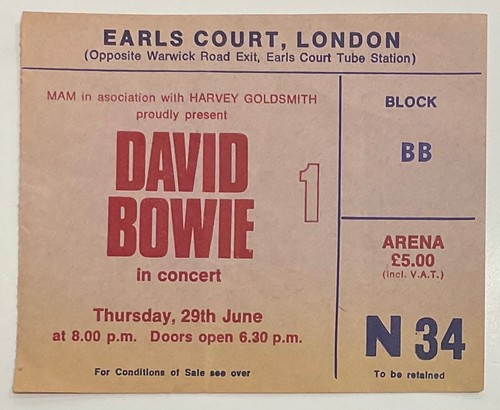 EARLS COURT, LONDON
(Opposite Warwick Road Exit, Earls Court Tube Station)
MAM in asociation with HARVEY GOLDSMITH
proudly present
DAVID
BOWIE
1
in concert
Thursday, 29th June
at 8.00 p.m. Doors open 6.30 p.m.
For Conditions of Sale see over
BLOCK
BB
ARENA
£5.00
(incl. V.A.T.)
N 34
To be retained